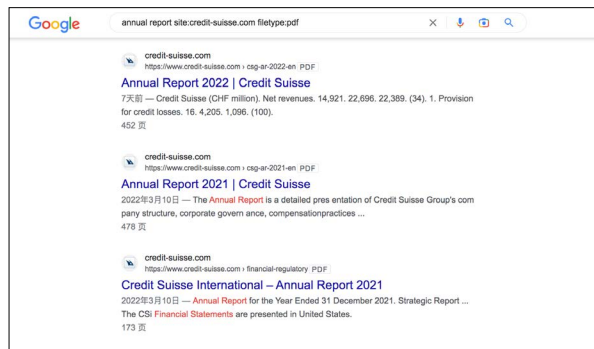 Google
annual report site:credit-suisse.com filetype:pdf
credit-suisse.com
https://www.credit-suisse.com › csg-ar-2022-en PDF
Annual Report 2022 | Credit Suisse
7天前 — Credit Suisse (CHF million). Net revenues. 14,921. 22,696. 22,389. (34). 1. Provision
for credit losses. 16. 4,205. 1,096. (100).
452 页
credit-suisse.com
https://www.credit-suisse.com › csg-ar-2021-en PDF
Annual Report 2021 | Credit Suisse
2022年3月10日 — The Annual Report is a detailed pres entation of Credit Suisse Group's com
pany structure, corporate govern ance, compensationpractices ...
478 页
credit-suisse.com
https://www.credit-suisse.com › financial-regulatory PDF
Credit Suisse International – Annual Report 2021
2022年3月10日 — Annual Report for the Year Ended 31 December 2021. Strategic Report ...
The CSi Financial Statements are presented in United States.
173 页